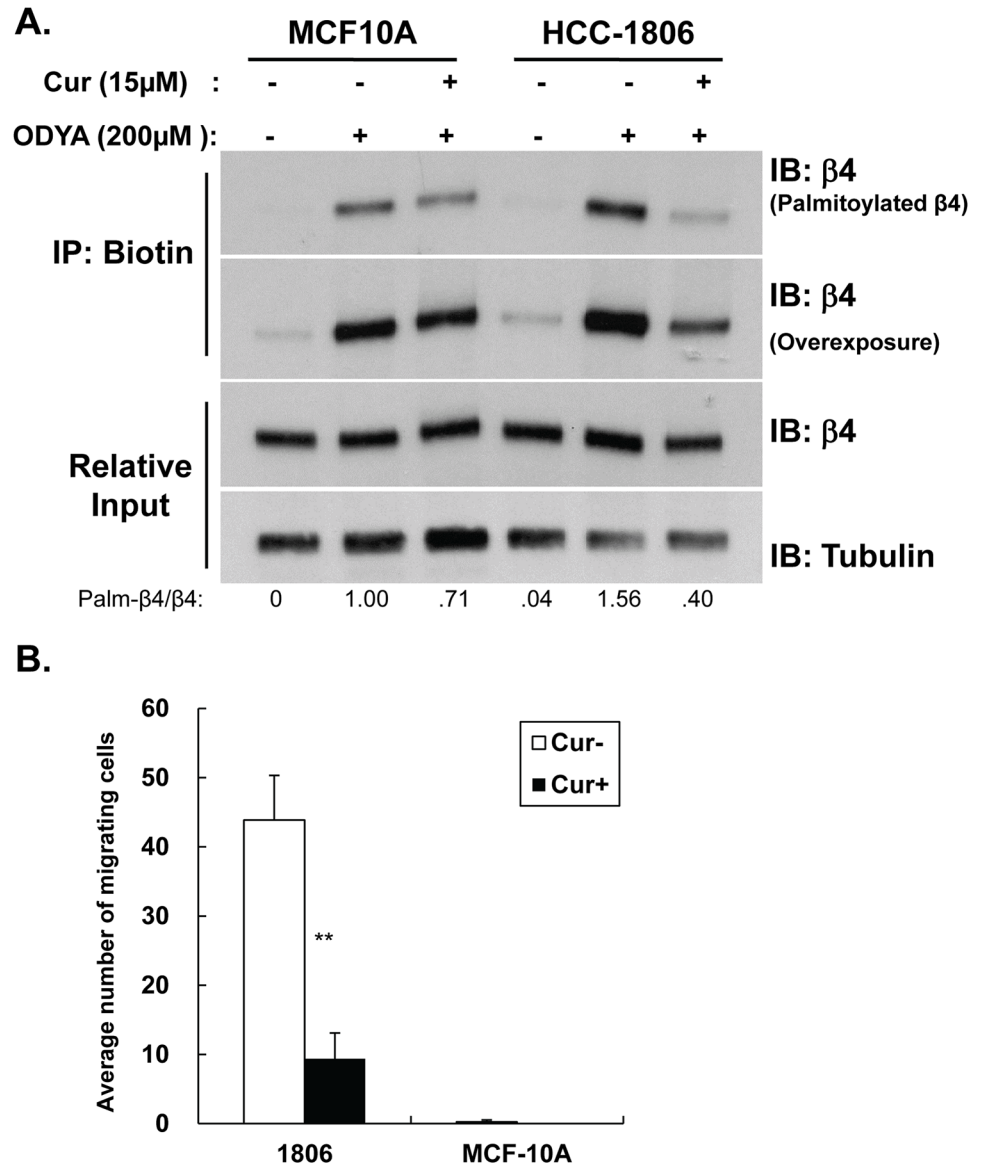 A.
MCF10A HCC-1806
Cur (15µM) : - - + - - +
ODYA (200µM ): - + + - + +
IP: Biotin
IB: β4
(Palmitoylated β4)
IB: β4
(Overexposure)
Relative
Input
IB: β4
IB: Tubulin
Palm-β4/β4: 0 1.00 .71 .04 1.56 .40
B.
Average number of migrating cells
60
50
40
30
20
10
0
Cur-
Cur+
**
1806 MCF-10A